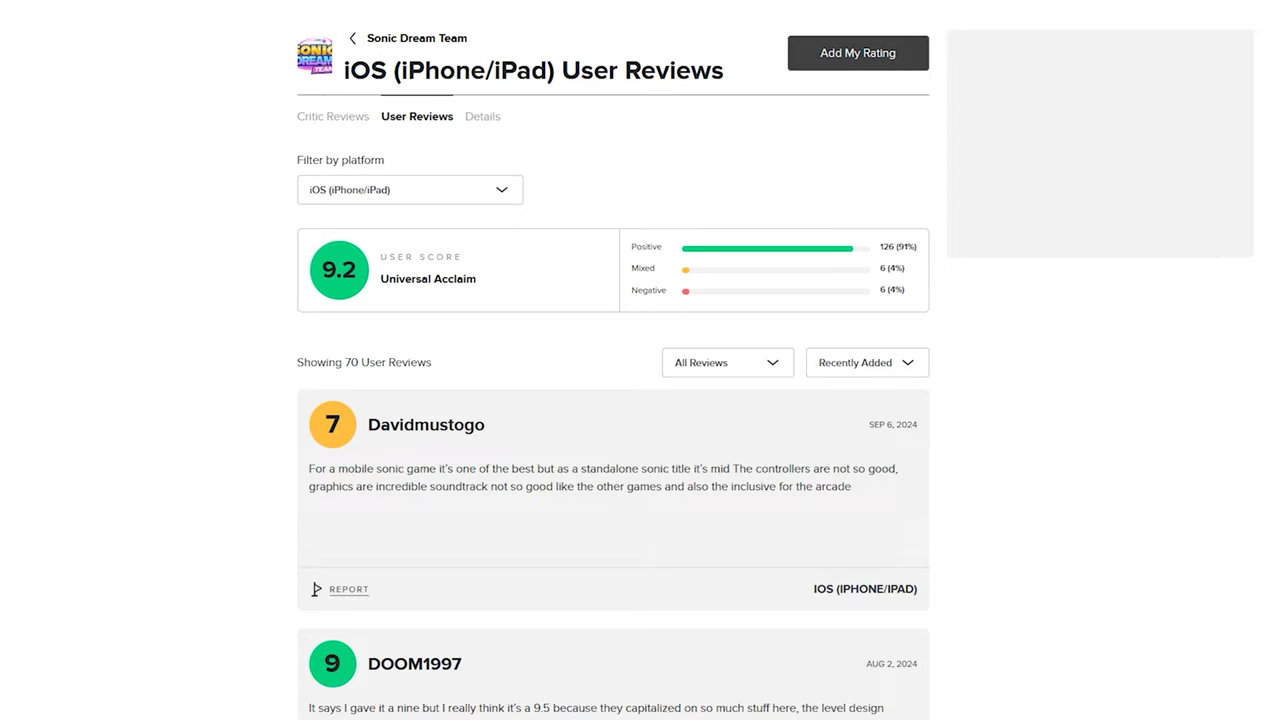 SONIC
DREAM
TEAM
Sonic Dream Team
iOS (iPhone/iPad) User Reviews
Add My Rating
Critic Reviews User Reviews Details
Filter by platform
iOS (iPhone/iPad)
9.2
USER SCORE
Universal Acclaim
Positive 126 (91%)
Mixed 6 (4%)
Negative 6 (4%)
Showing 70 User Reviews
All Reviews
Recently Added
7 Davidmustogo SEP 6, 2024
For a mobile sonic game it's one of the best but as a standalone sonic title it's mid The controllers are not so good,
graphics are incredible soundtrack not so good like the other games and also the inclusive for the arcade
REPORT IOS (IPHONE/IPAD)
9 DOOM1997 AUG 2, 2024
It says I gave it a nine but I really think it's a 9.5 because they capitalized on so much stuff here, the level design